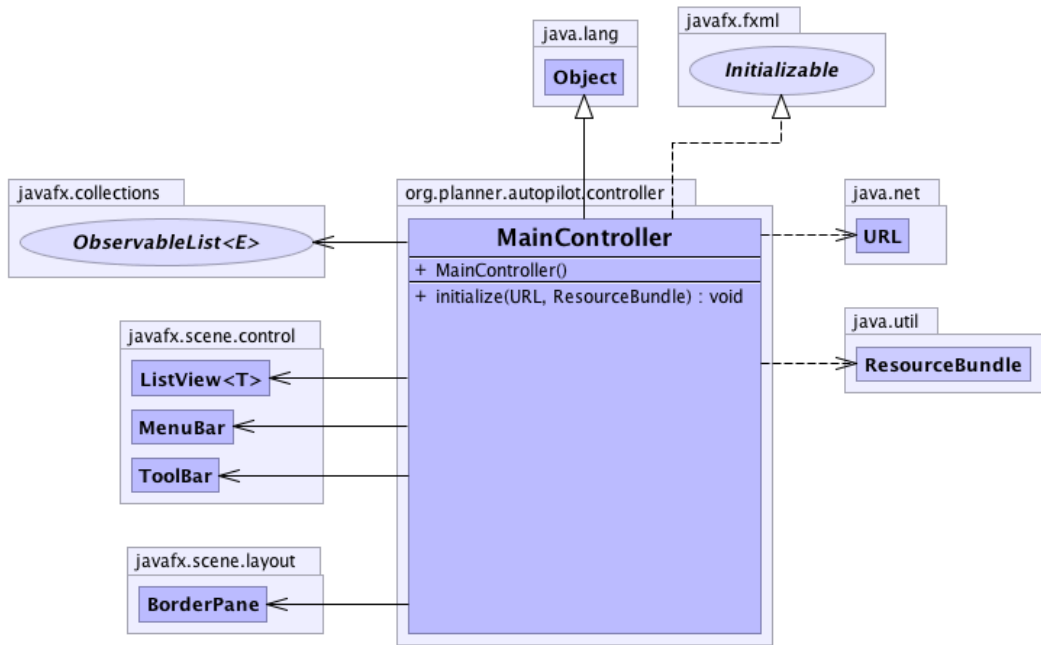 java.lang
Object
javafx.fxml
Initializable
javafx.collections
ObservableList<E>
org.planner.autopilot.controller
MainController
+ MainController()
+ initialize(URL, ResourceBundle) : void
java.net
URL
javafx.scene.control
ListView<T>
MenuBar
ToolBar
java.util
ResourceBundle
javafx.scene.layout
BorderPane